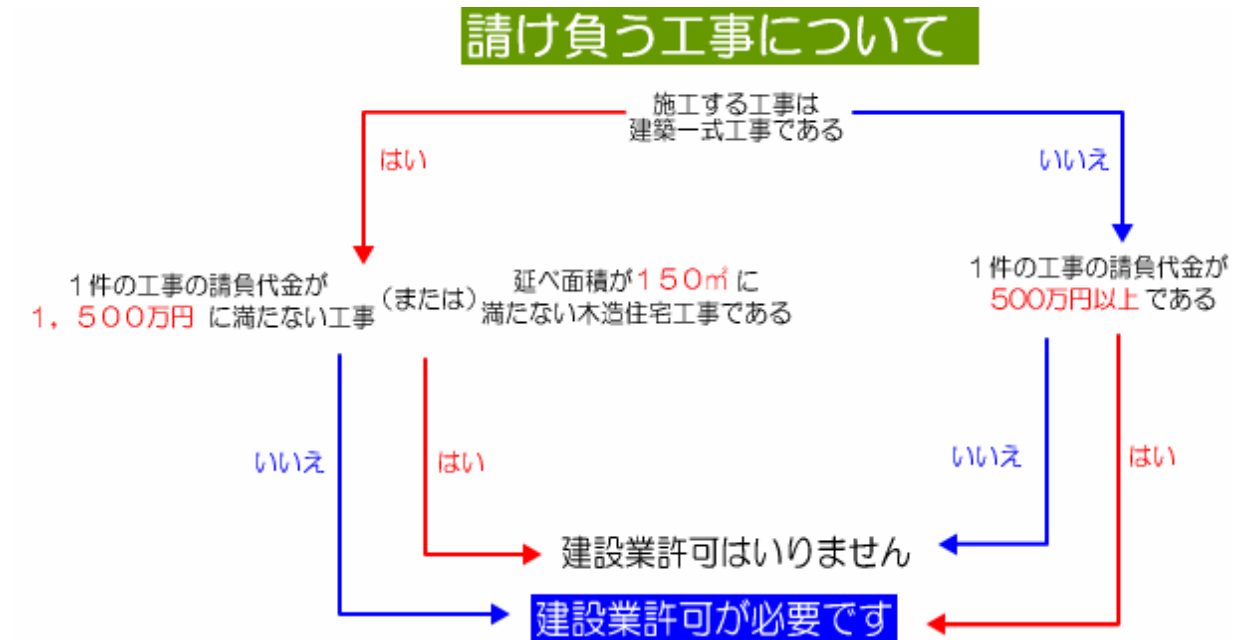 請け負う工事について
施工する工事は
建築一式工事である
はい
いいえ
１件の工事の請負代金が
１，５００万円 に満たない工事
(または)
延べ面積が１５０㎡ に
満たない木造住宅工事である
１件の工事の請負代金が
500万円以上 である
いいえ
はい
いいえ
はい
建設業許可はいりません
建設業許可が必要です